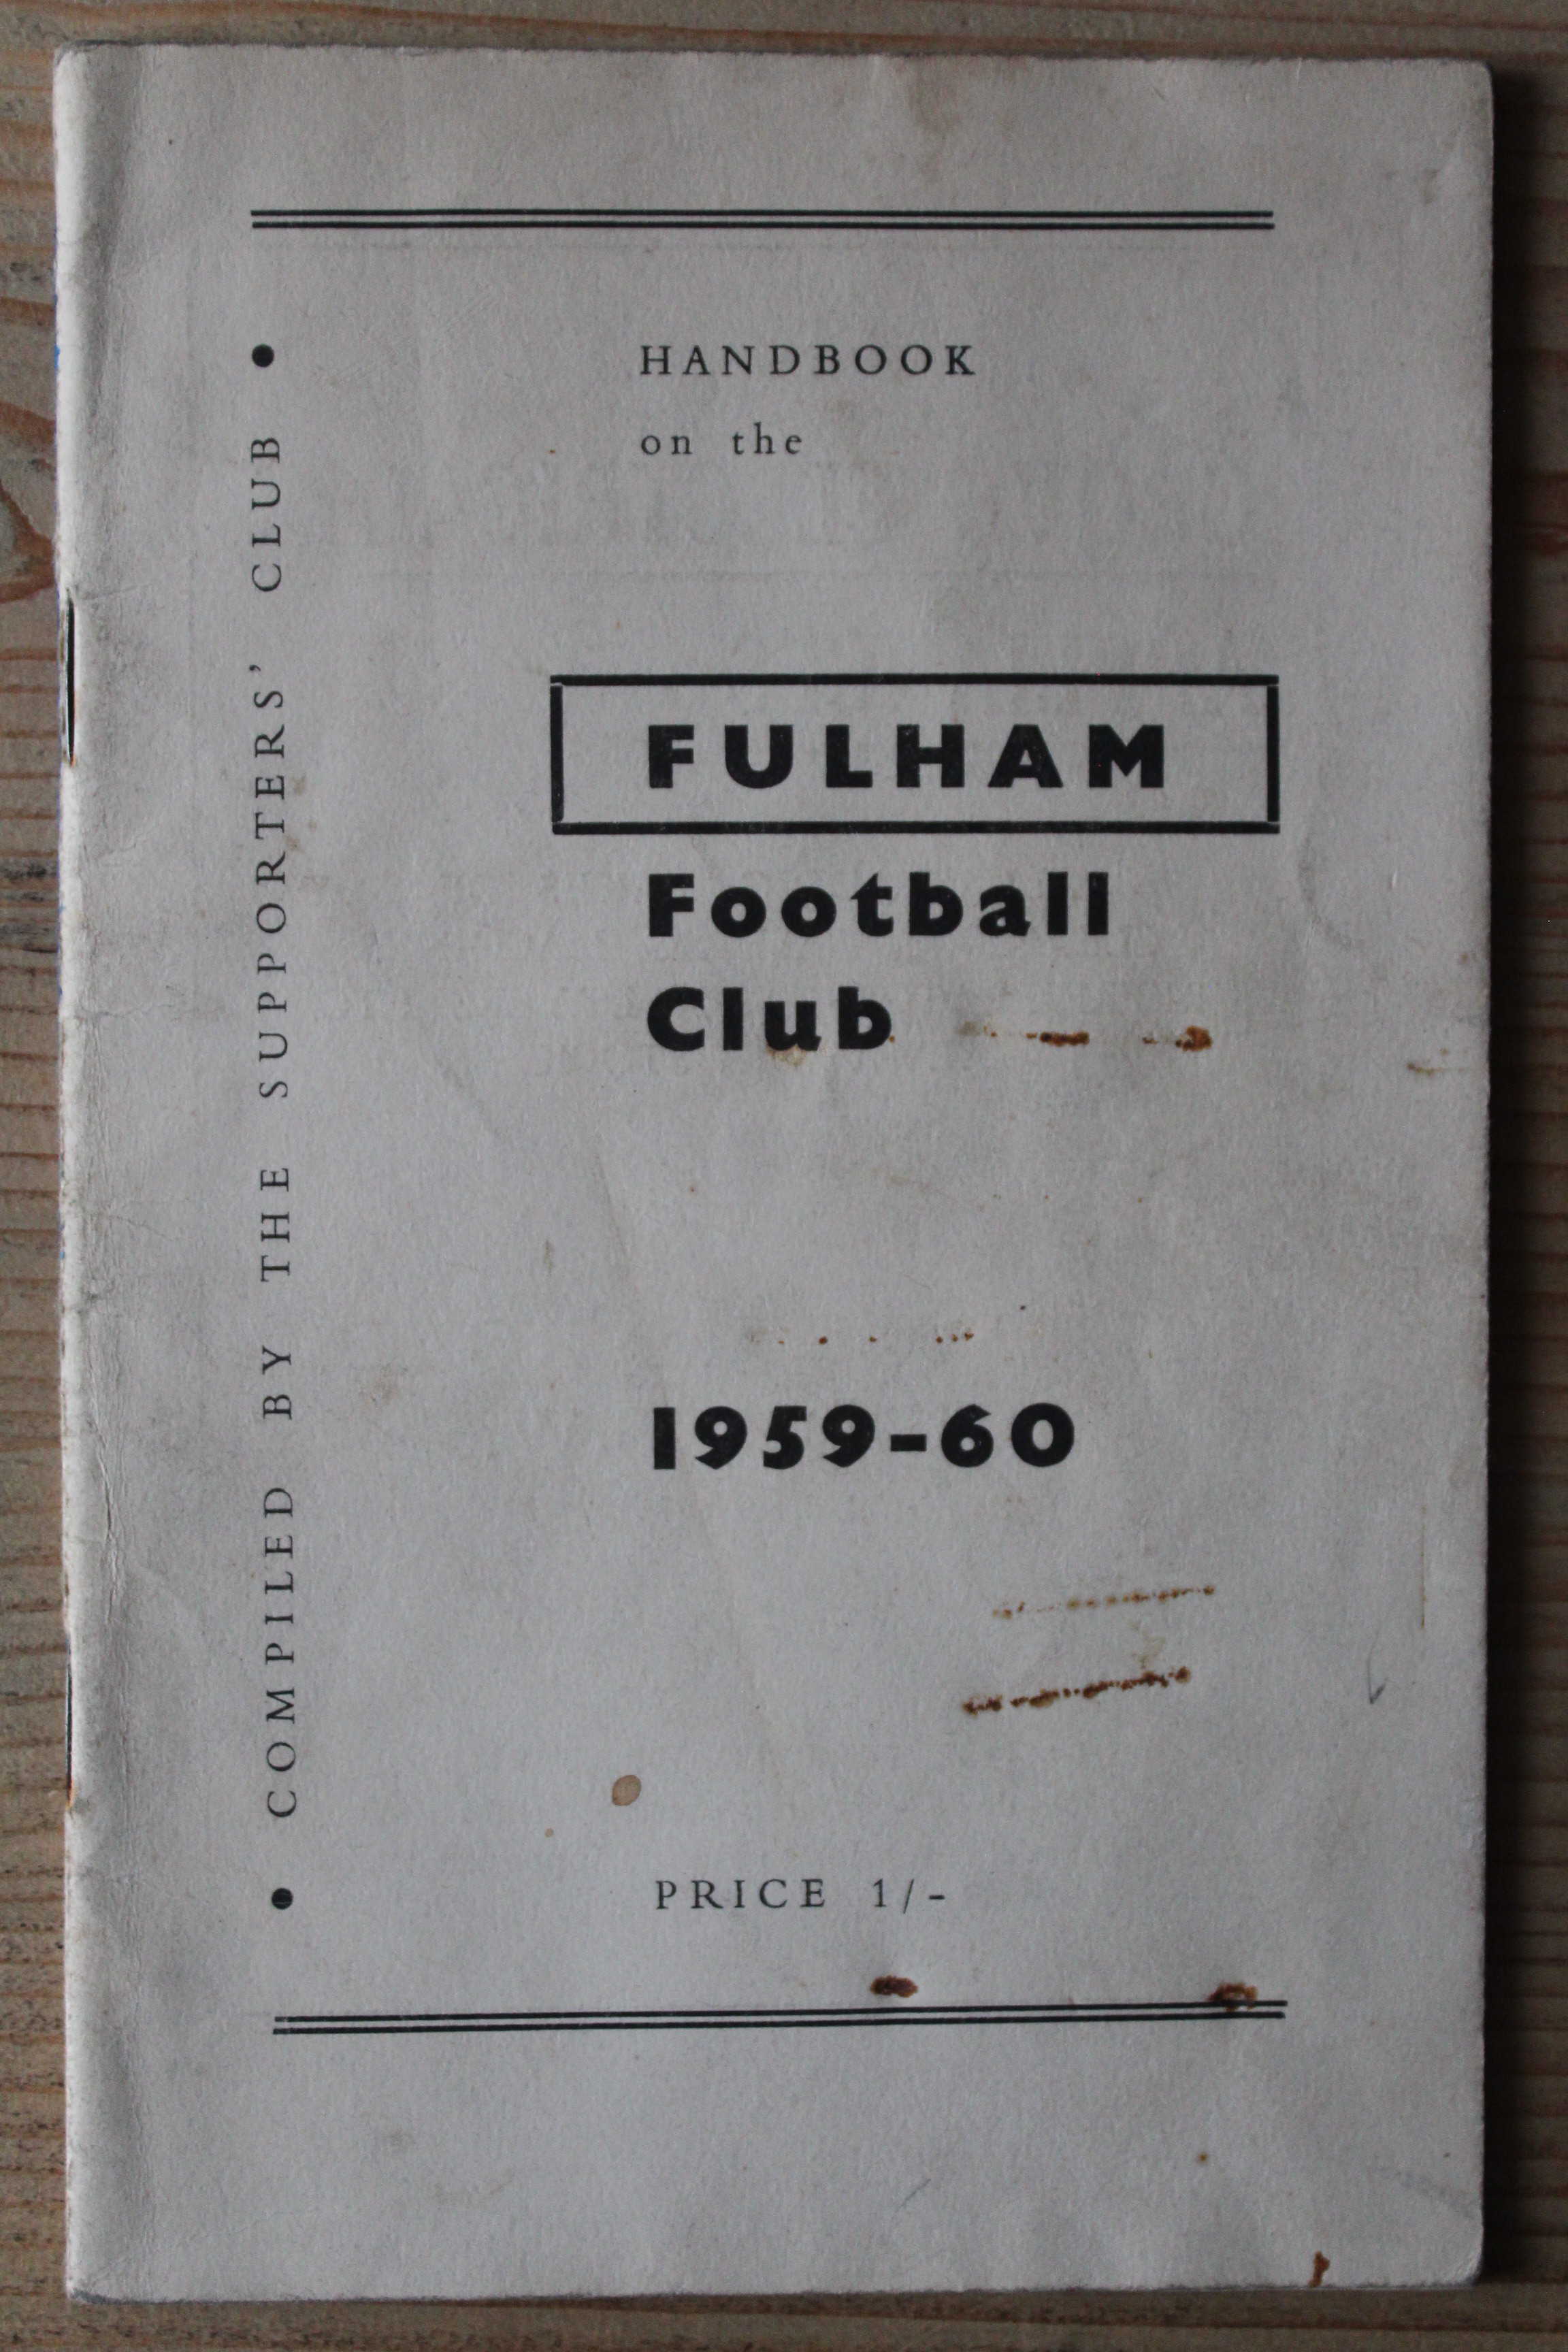 HANDBOOK
on the
FULHAM
Football
Club
1959-60
PRICE 1/-
• COMPILED BY THE SUPPORTERS' CLUB •